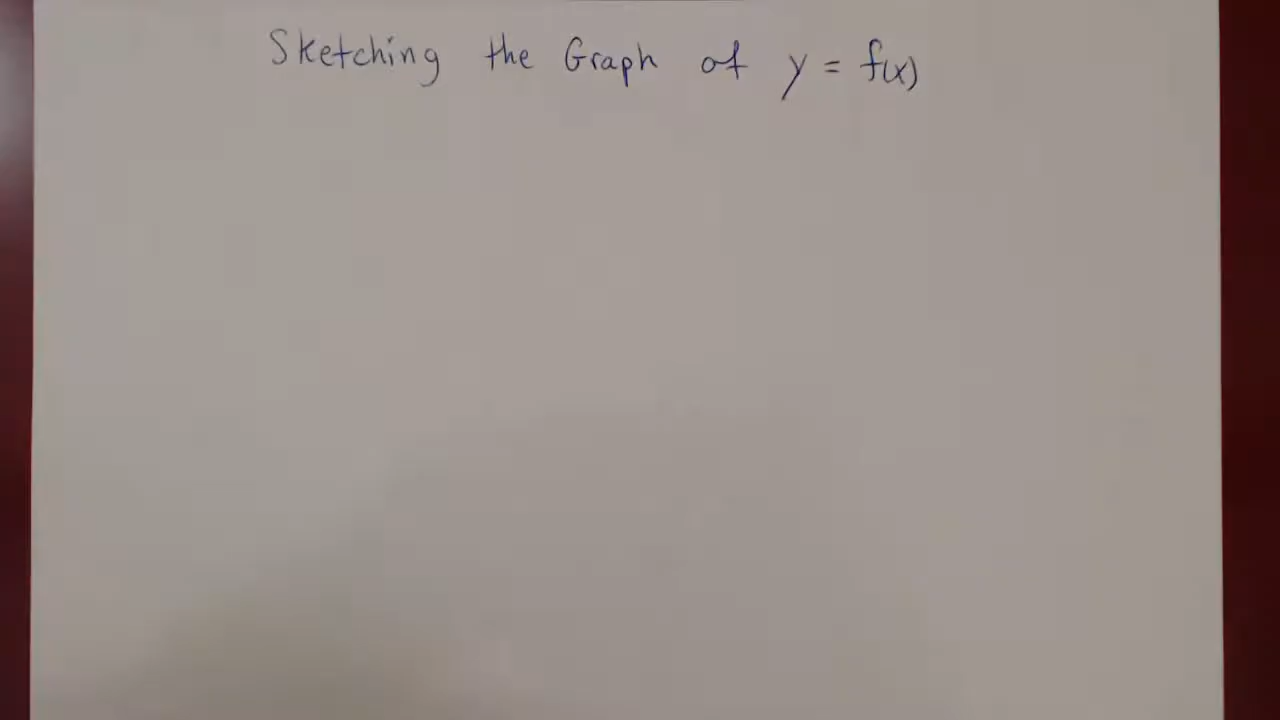 Sketching the Graph of y = f(x)